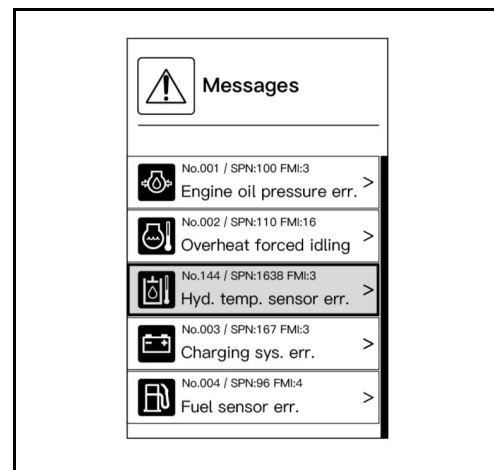 Messages
No.001 / SPN:100 FMI:3
Engine oil pressure err. >
No.002 / SPN:110 FMI:16
Overheat forced idling >
No.144 / SPN:1638 FMI:3
Hyd. temp. sensor err. >
No.003 / SPN:167 FMI:3
Charging sys. err. >
No.004 / SPN:96 FMI:4
Fuel sensor err. >